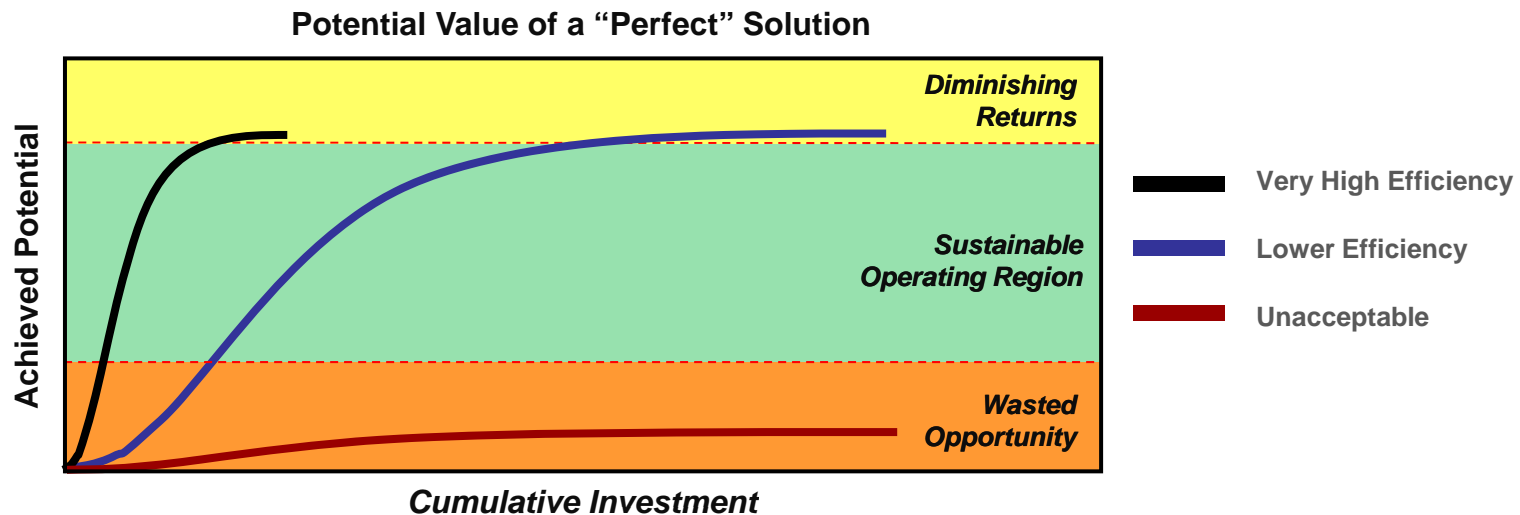 Potential Value of a “Perfect” Solution
Diminishing
Returns
Achieved Potential
Sustainable
Operating Region
Wasted
Opportunity
Cumulative Investment
Very High Efficiency
Lower Efficiency
Unacceptable